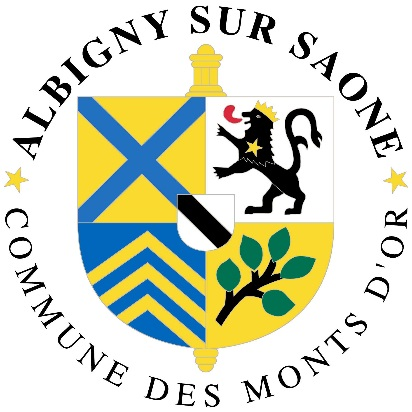 ALBIGNY SUR SAONE
COMMUNE DES MONTS D'OR